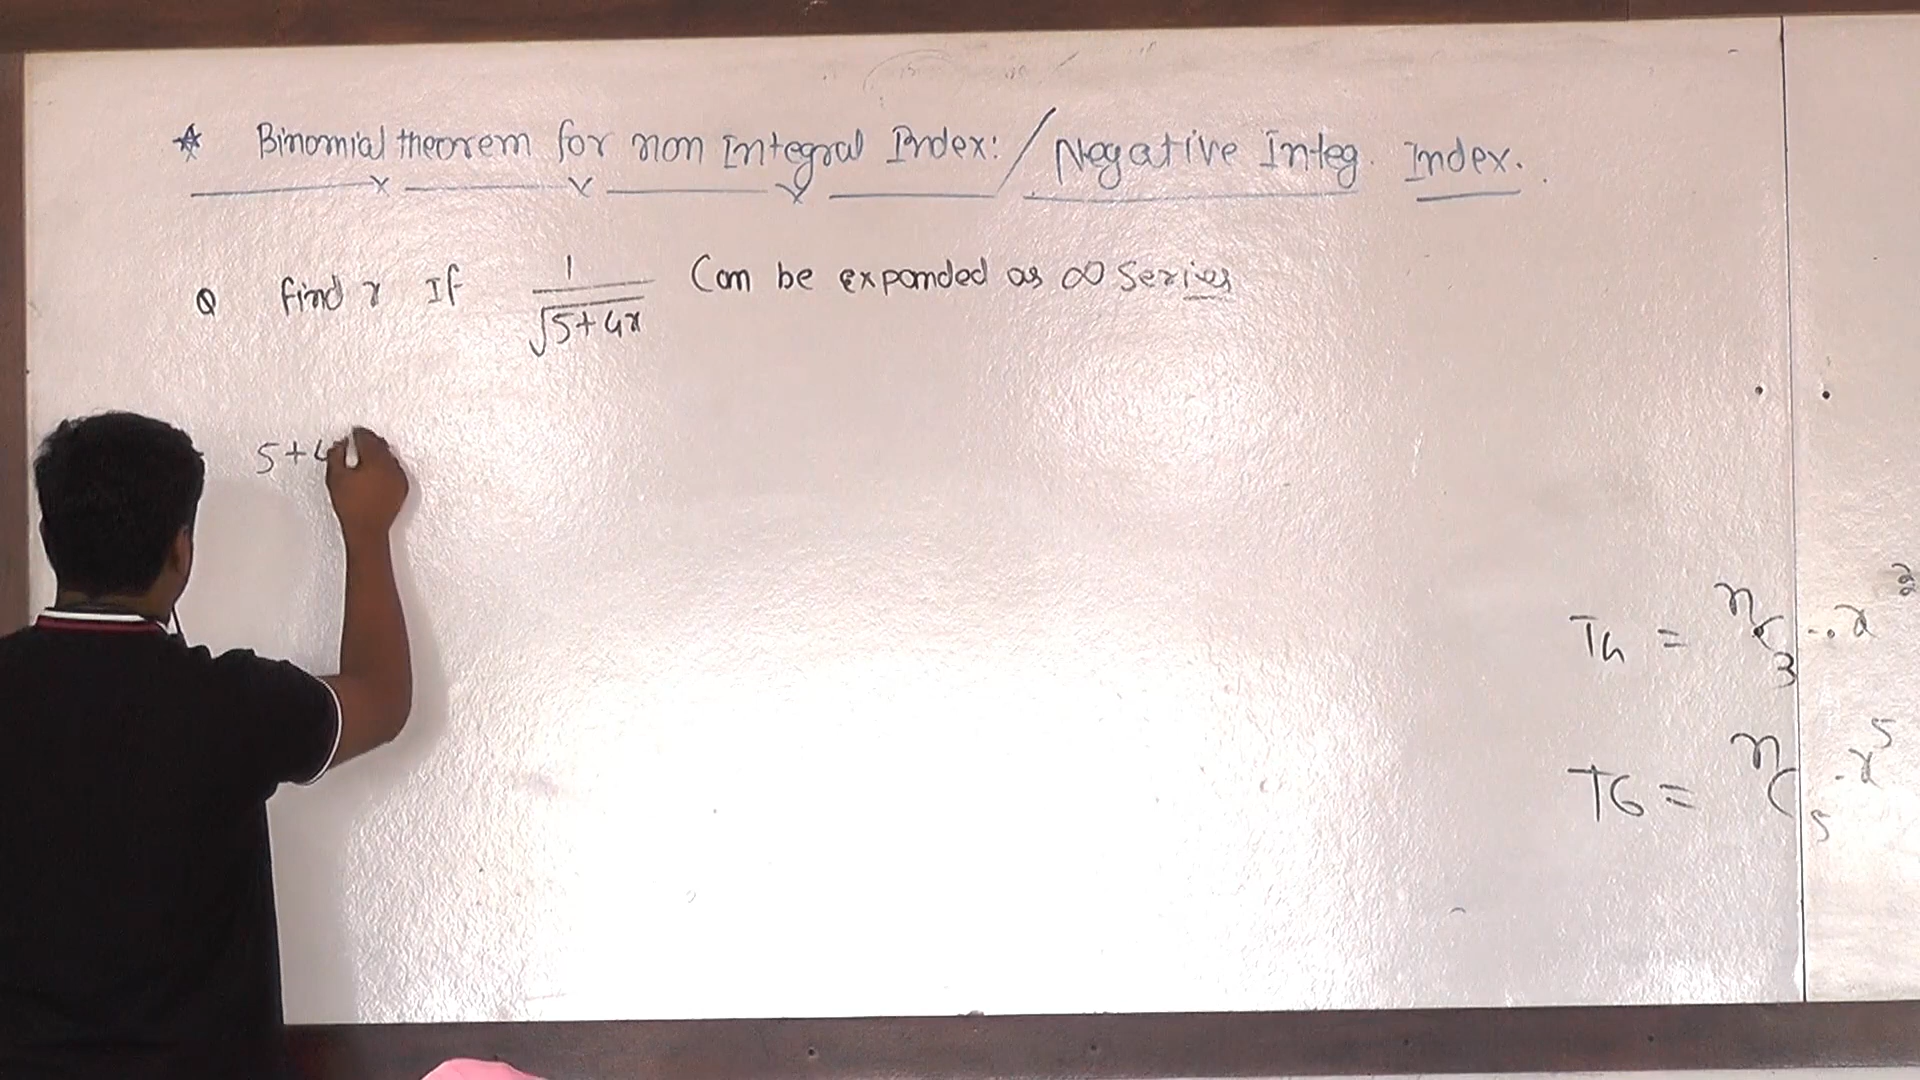 * Binomial theorem for non Integral Index: / Negative Integ. Index.
Q find x If 1/√5+4x Can be expanded as ∞ Series
5+4
T4 = nC3 . x
T6 = nC5 . x^5